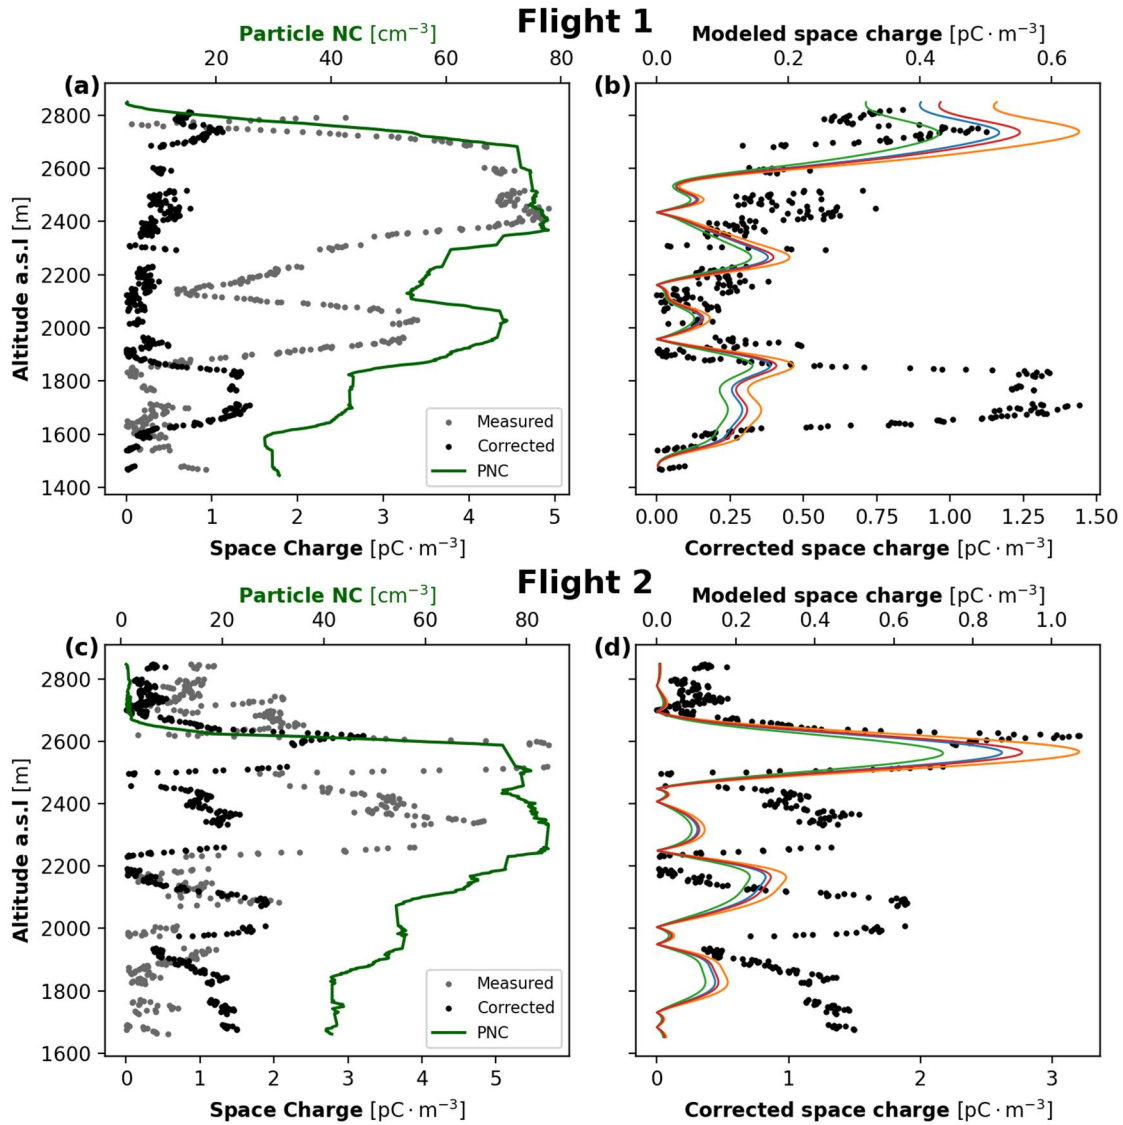 Flight 1
Particle NC [cm⁻³]
Modeled space charge [pC · m⁻³]
20 40 60 80
0.0 0.2 0.4 0.6
(a)
(b)
Altitude a.s.l [m]
2800
2600
2400
2200
2000
1800
1600
1400
Measured
Corrected
PNC
0 1 2 3 4 5
0.00 0.25 0.50 0.75 1.00 1.25 1.50
Space Charge [pC · m⁻³]
Corrected space charge [pC · m⁻³]
Flight 2
Particle NC [cm⁻³]
Modeled space charge [pC · m⁻³]
0 20 40 60 80
0.0 0.2 0.4 0.6 0.8 1.0
(c)
(d)
Altitude a.s.l [m]
2800
2600
2400
2200
2000
1800
1600
Measured
Corrected
PNC
0 1 2 3 4 5
0 1 2 3
Space Charge [pC · m⁻³]
Corrected space charge [pC · m⁻³]